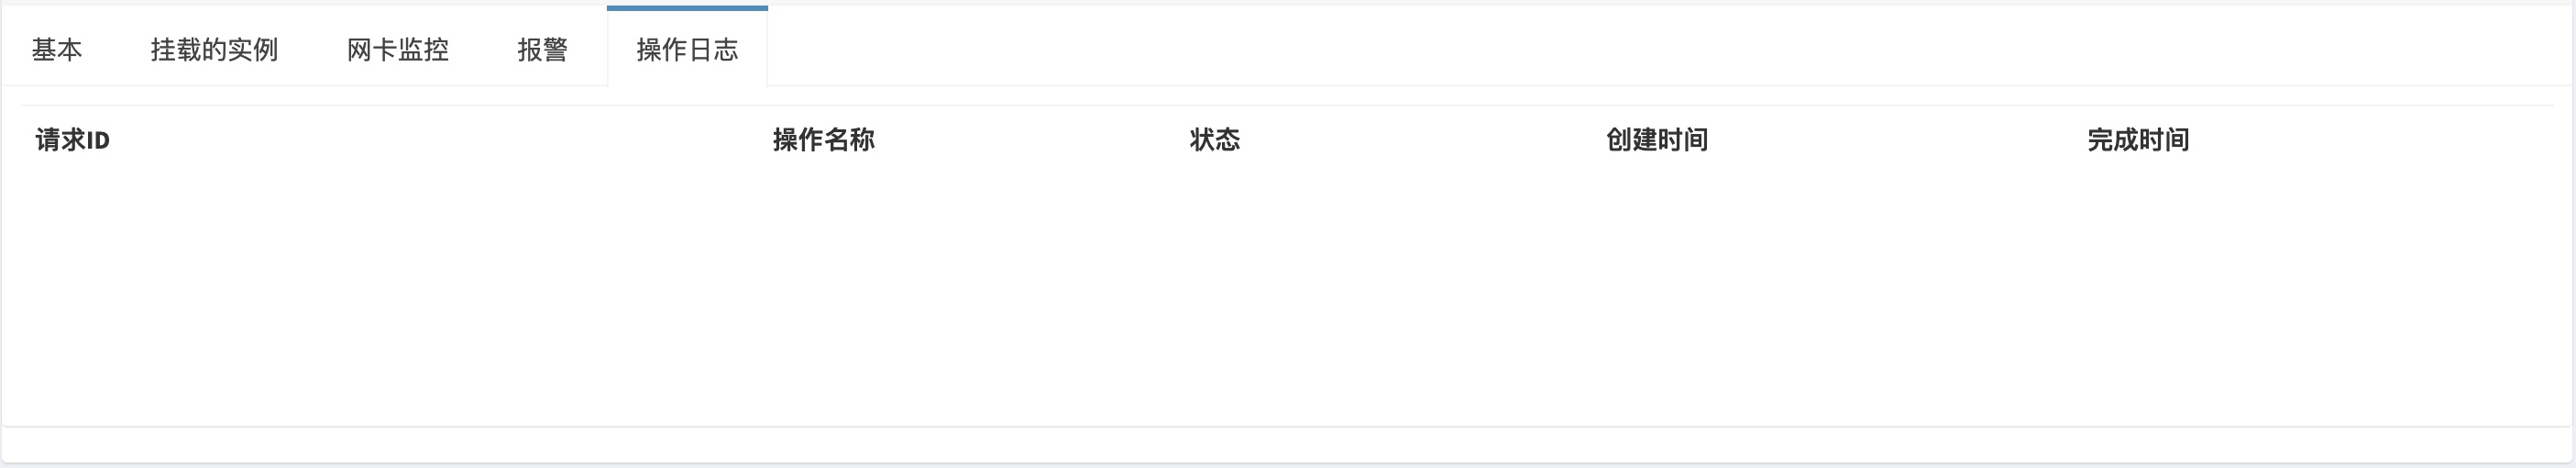 基本 挂载的实例 网卡监控 报警 操作日志
请求ID 操作名称 状态 创建时间 完成时间